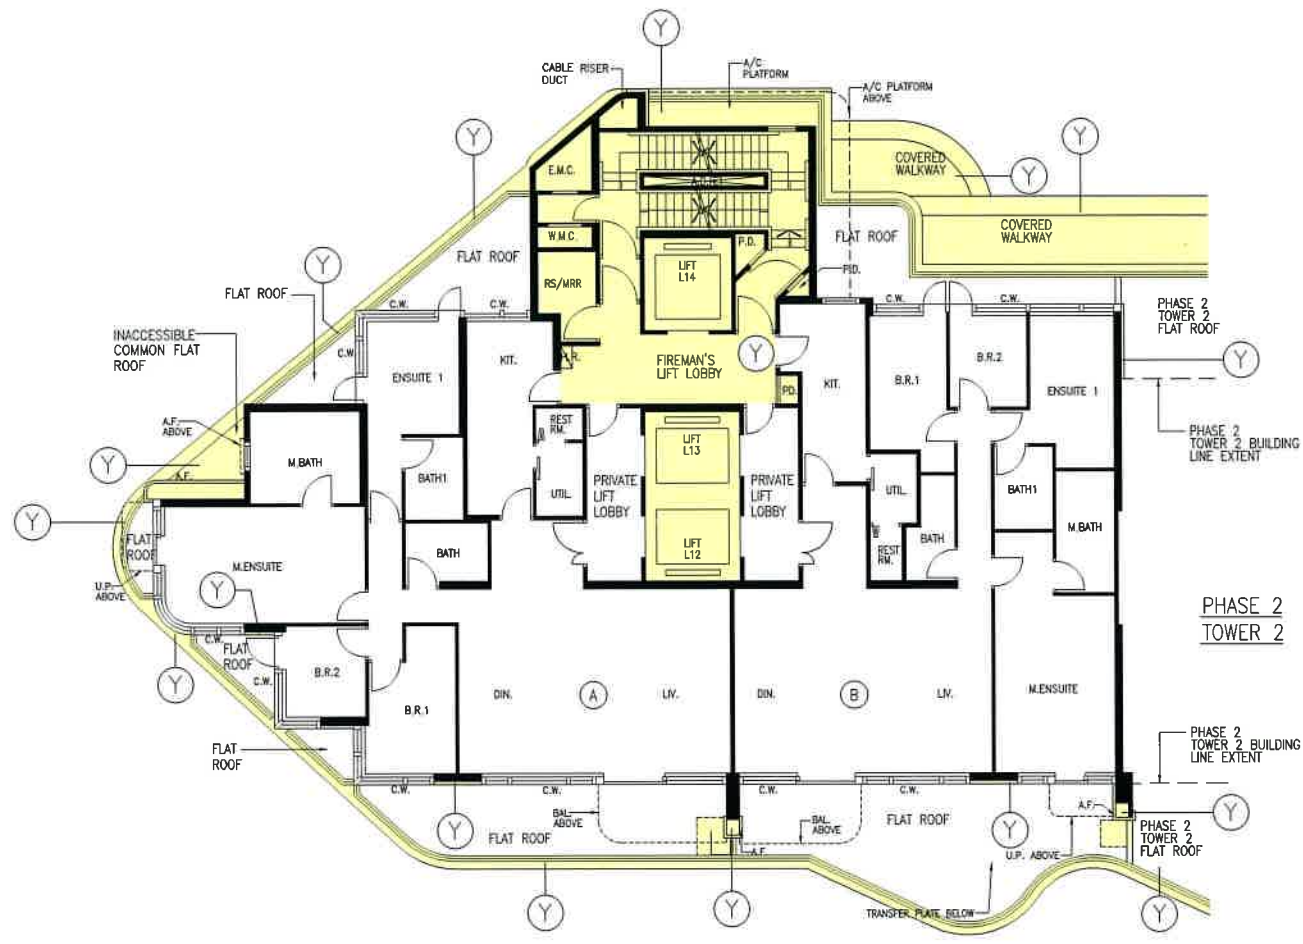 Y
CABLE RISER
DUCT
A/C
PLATFORM
A/C PLATFORM
ABOVE
Y
Y
COVERED
WALKWAY
Y
E.M.C.
COVERED
WALKWAY
W.M.C.
P.D.
FLAT ROOF
FLAT ROOF
LIFT
L14
P.D.
Y
RS/MRR
FLAT ROOF
C.W.
C.W.
C.W.
PHASE 2
TOWER 2
FLAT ROOF
INACCESSIBLE
COMMON FLAT
ROOF
C.W.
KIT.
H.R.
FIREMAN'S
LIFT LOBBY
Y
B.R.2
Y
ENSUITE 1
KIT.
B.R.1
ENSUITE 1
P.D.
A.F.
ABOVE
REST
RM.
PHASE 2
TOWER 2 BUILDING
LINE EXTENT
LIFT
L13
Y
M.BATH
A.F.
BATH1
UTIL.
PRIVATE
LIFT
LOBBY
PRIVATE
LIFT
LOBBY
UTIL.
BATH1
M.BATH
Y
FLAT
ROOF
BATH
LIFT
L12
REST
RM.
BATH
M.ENSUITE
U.P.
ABOVE
Y
PHASE 2
TOWER 2
C.W.
FLAT
ROOF
B.R.2
Y
C.W.
DIN.
A
LIV.
DIN.
B
LIV.
M.ENSUITE
B.R.1
FLAT
ROOF
PHASE 2
TOWER 2 BUILDING
LINE EXTENT
C.W.
C.W.
C.W.
C.W.
A.F.
Y
Y
BAL.
ABOVE
BAL.
ABOVE
FLAT ROOF
Y
FLAT ROOF
PHASE 2
TOWER 2
FLAT ROOF
A.F.
U.P. ABOVE
Y
Y
TRANSFER PLATE BELOW
Y